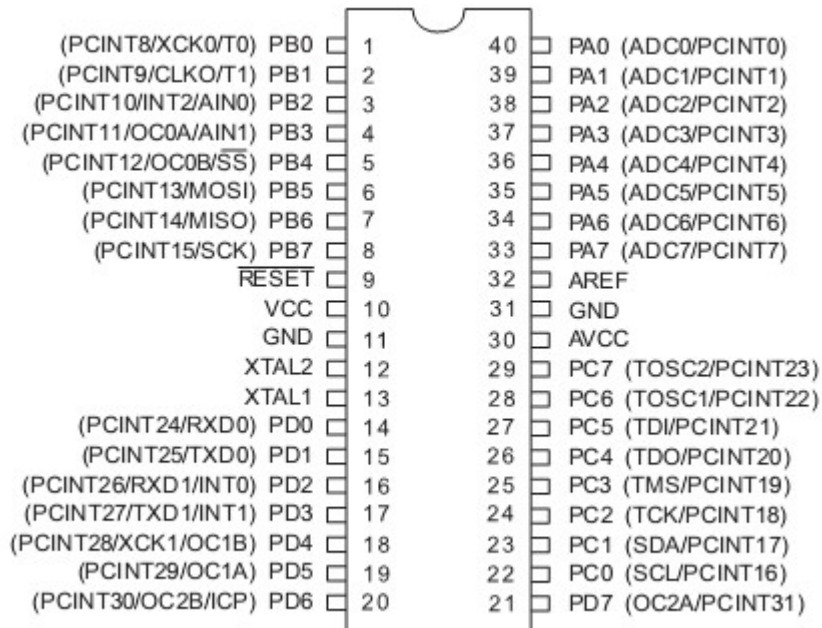 (PCINT8/XCK0/T0) PB0 1 40 PA0 (ADC0/PCINT0)
(PCINT9/CLKO/T1) PB1 2 39 PA1 (ADC1/PCINT1)
(PCINT10/INT2/AIN0) PB2 3 38 PA2 (ADC2/PCINT2)
(PCINT11/OC0A/AIN1) PB3 4 37 PA3 (ADC3/PCINT3)
(PCINT12/OC0B/S̅S̅) PB4 5 36 PA4 (ADC4/PCINT4)
(PCINT13/MOSI) PB5 6 35 PA5 (ADC5/PCINT5)
(PCINT14/MISO) PB6 7 34 PA6 (ADC6/PCINT6)
(PCINT15/SCK) PB7 8 33 PA7 (ADC7/PCINT7)
R̅E̅S̅E̅T̅ 9 32 AREF
VCC 10 31 GND
GND 11 30 AVCC
XTAL2 12 29 PC7 (TOSC2/PCINT23)
XTAL1 13 28 PC6 (TOSC1/PCINT22)
(PCINT24/RXD0) PD0 14 27 PC5 (TDI/PCINT21)
(PCINT25/TXD0) PD1 15 26 PC4 (TDO/PCINT20)
(PCINT26/RXD1/INT0) PD2 16 25 PC3 (TMS/PCINT19)
(PCINT27/TXD1/INT1) PD3 17 24 PC2 (TCK/PCINT18)
(PCINT28/XCK1/OC1B) PD4 18 23 PC1 (SDA/PCINT17)
(PCINT29/OC1A) PD5 19 22 PC0 (SCL/PCINT16)
(PCINT30/OC2B/ICP) PD6 20 21 PD7 (OC2A/PCINT31)